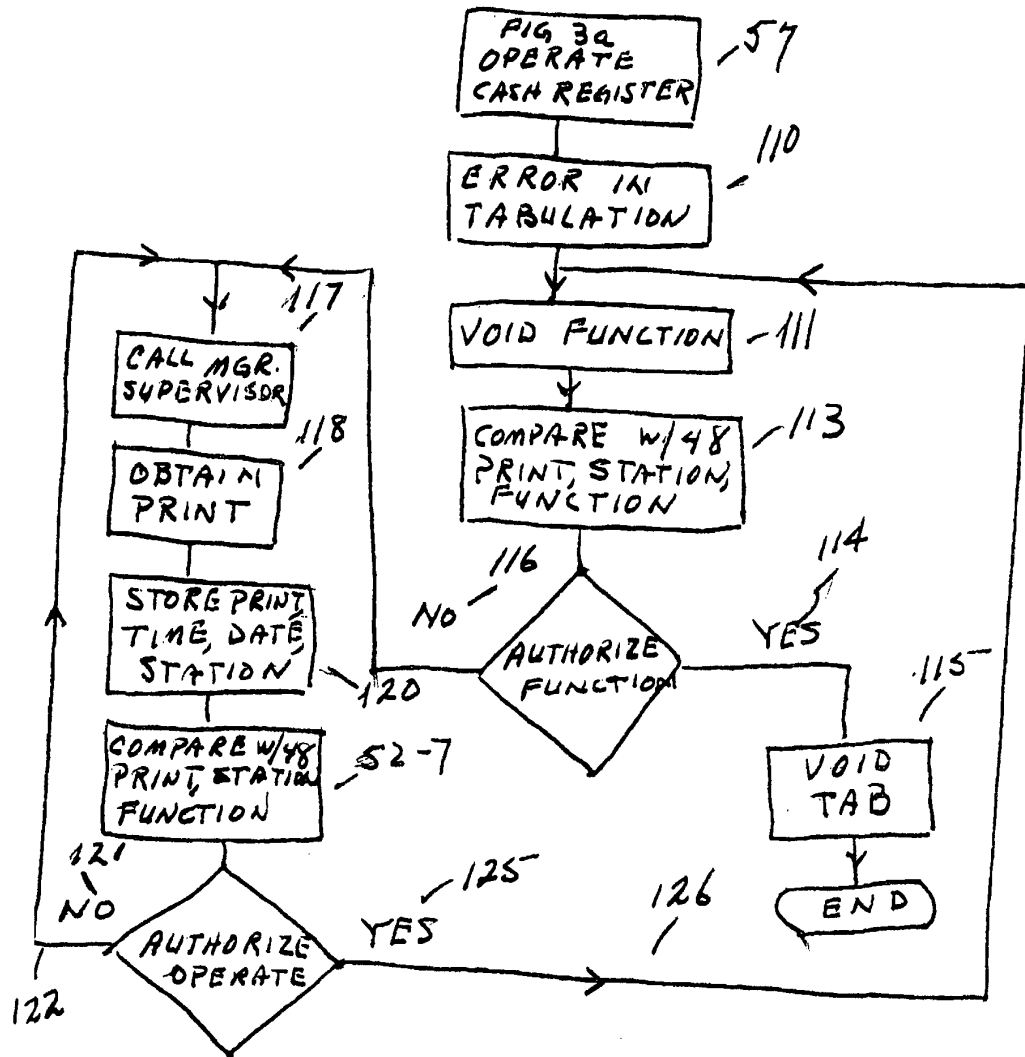 FIG 3a
OPERATE
CASH REGISTER
57
110
ERROR IN
TABULATION
VOID FUNCTION
111
COMPARE W/48
PRINT, STATION,
FUNCTION
113
116
NO
114
YES
AUTHORIZE
FUNCTION
115
VOID
TAB
END
117
CALL MGR.
SUPERVISOR
118
OBTAIN
PRINT
STORE PRINT,
TIME, DATE,
STATION
120
COMPARE W/48
PRINT, STATION
FUNCTION
52-7
121
NO
122
AUTHORIZE
OPERATE
125
YES
126